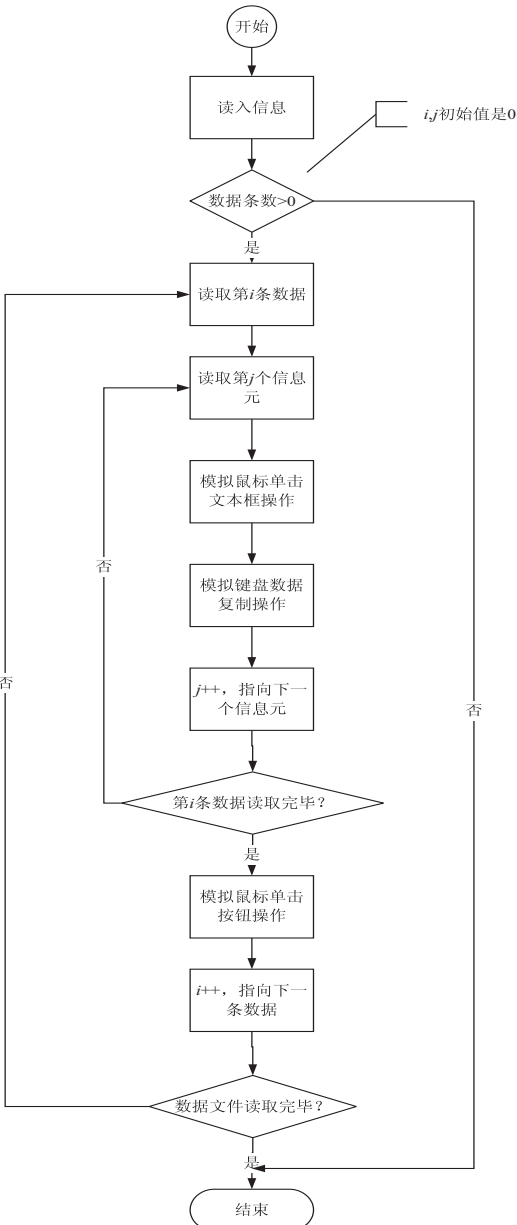 开始
读入信息
i,j初始值是0
数据条数>0
是
读取第i条数据
读取第j个信息
元
模拟鼠标单击
文本框操作
否
模拟键盘数据
复制操作
否
j++，指向下一
个信息元
否
第i条数据读取完毕？
是
模拟鼠标单击
按钮操作
i++，指向下一
条数据
数据文件读取完毕？
是
结束